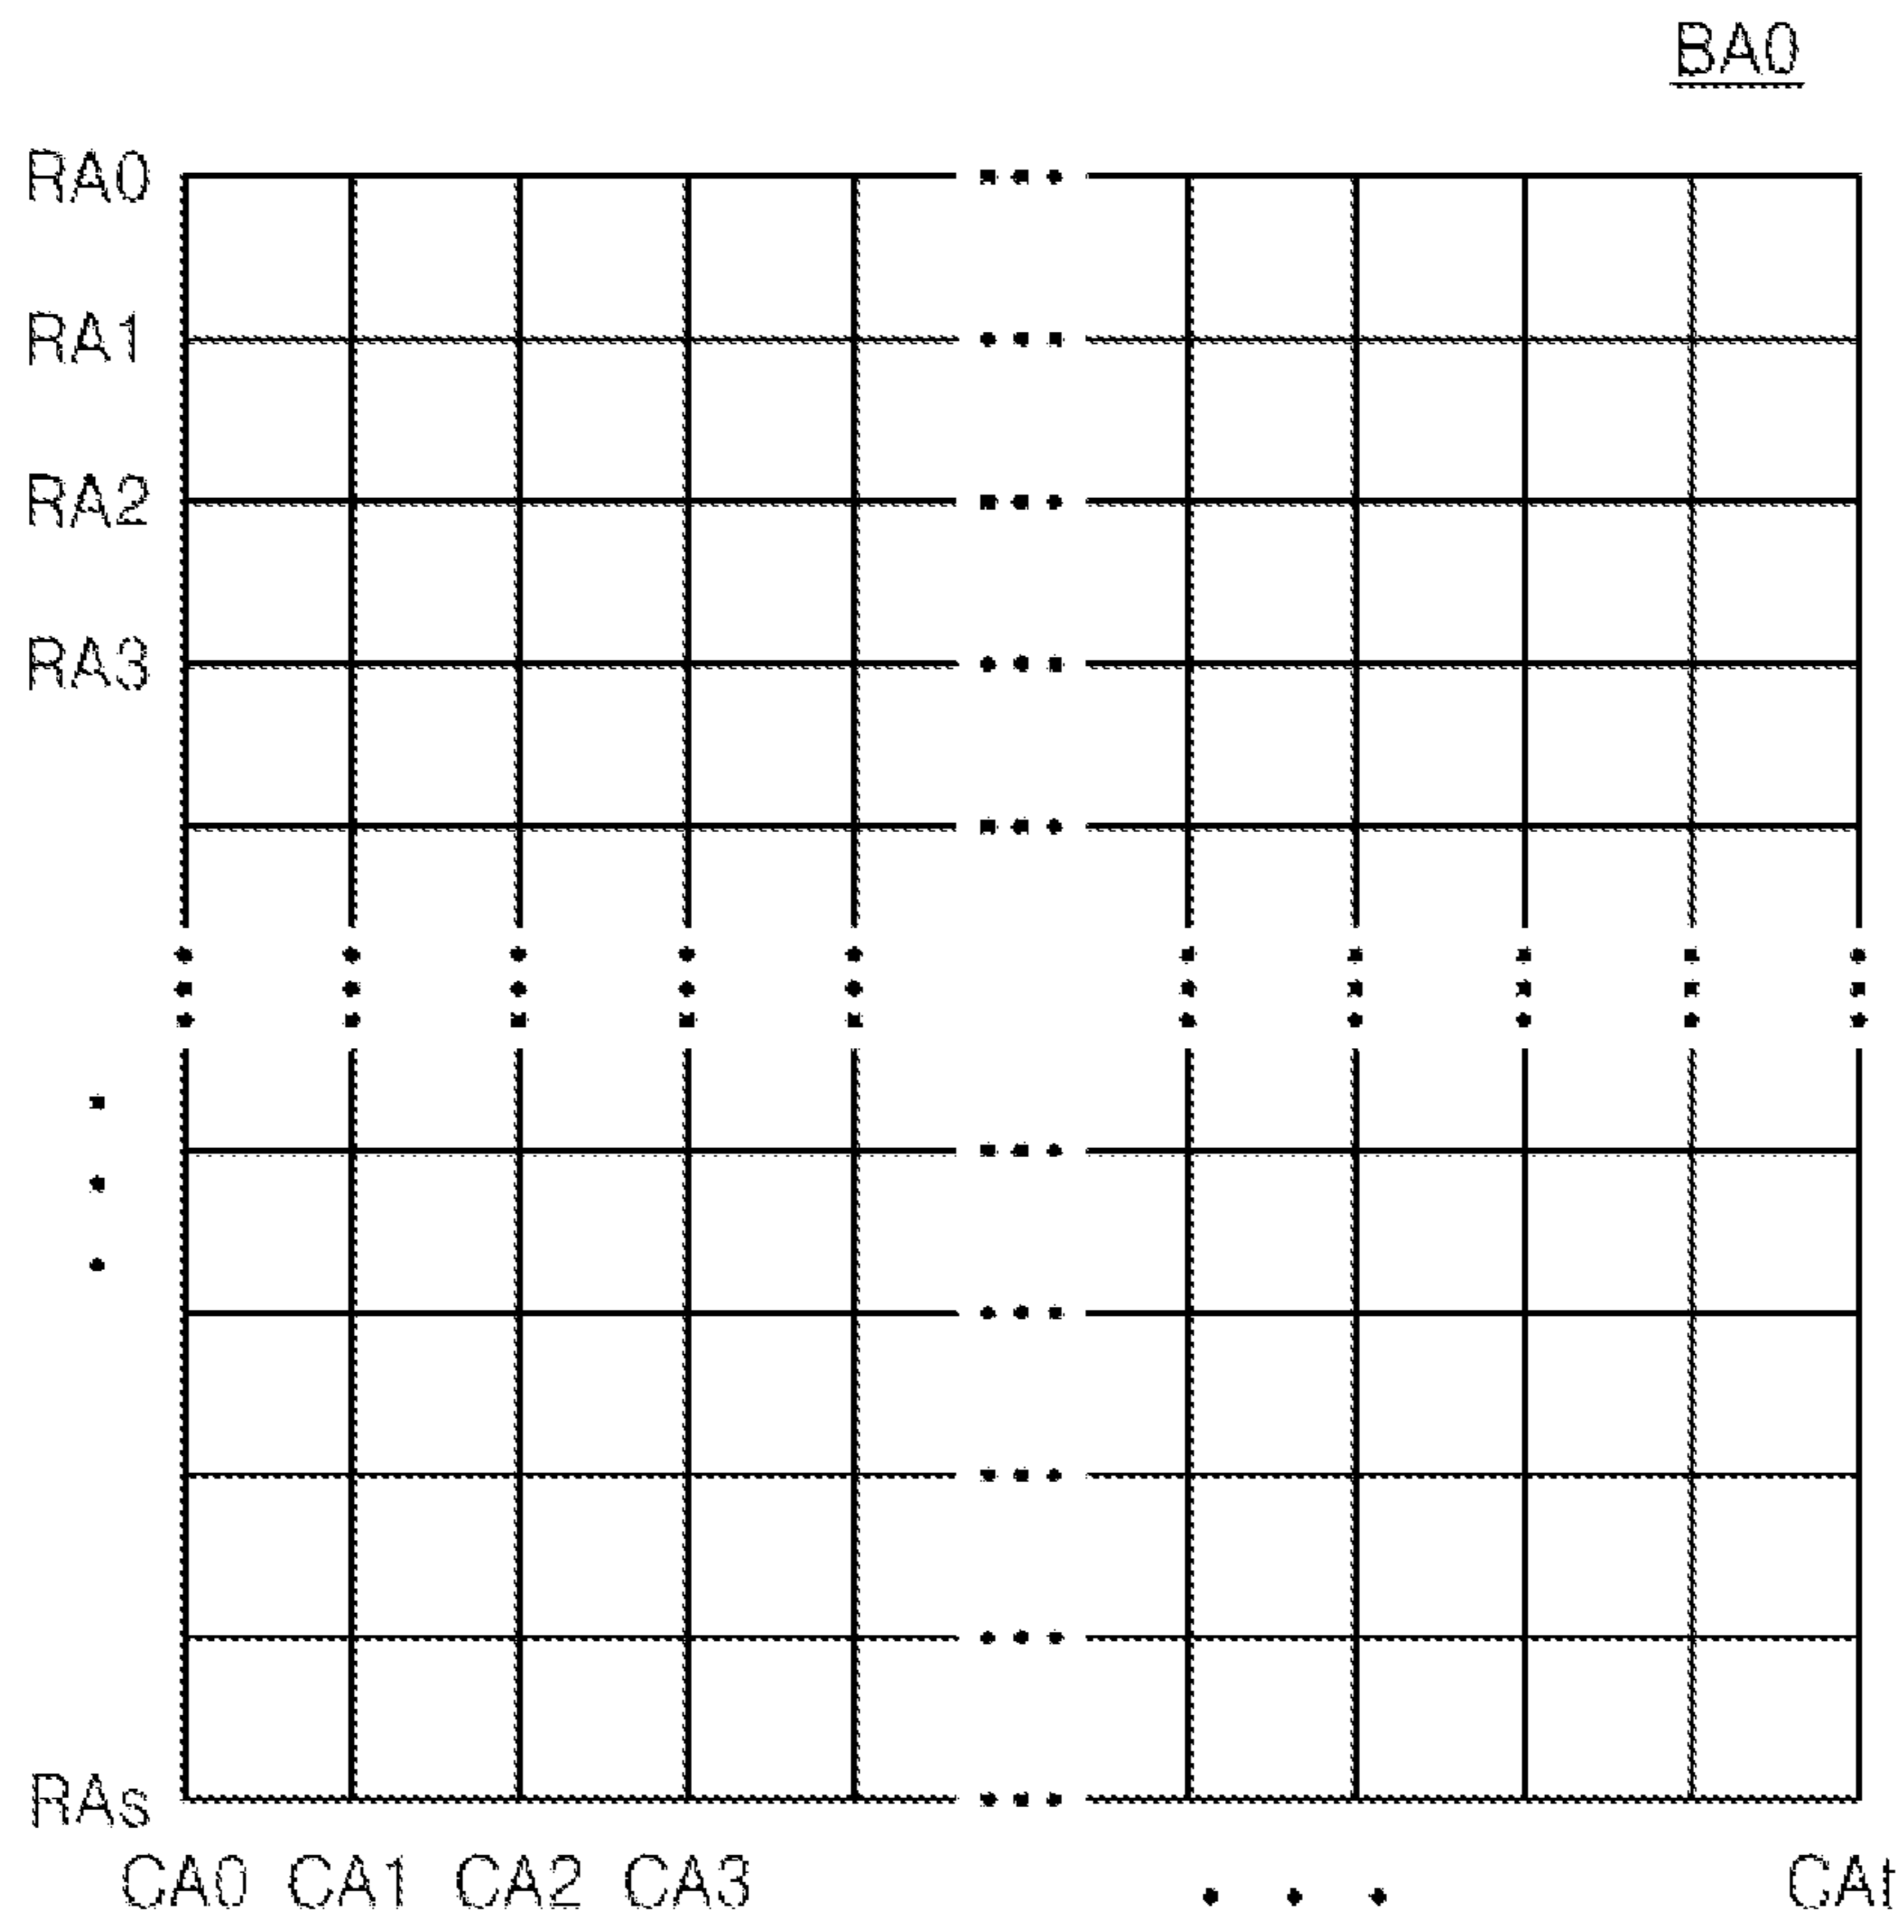 BA0
RA0
RA1
RA2
RA3
RAs
CA0 CA1 CA2 CA3 • • • CAt